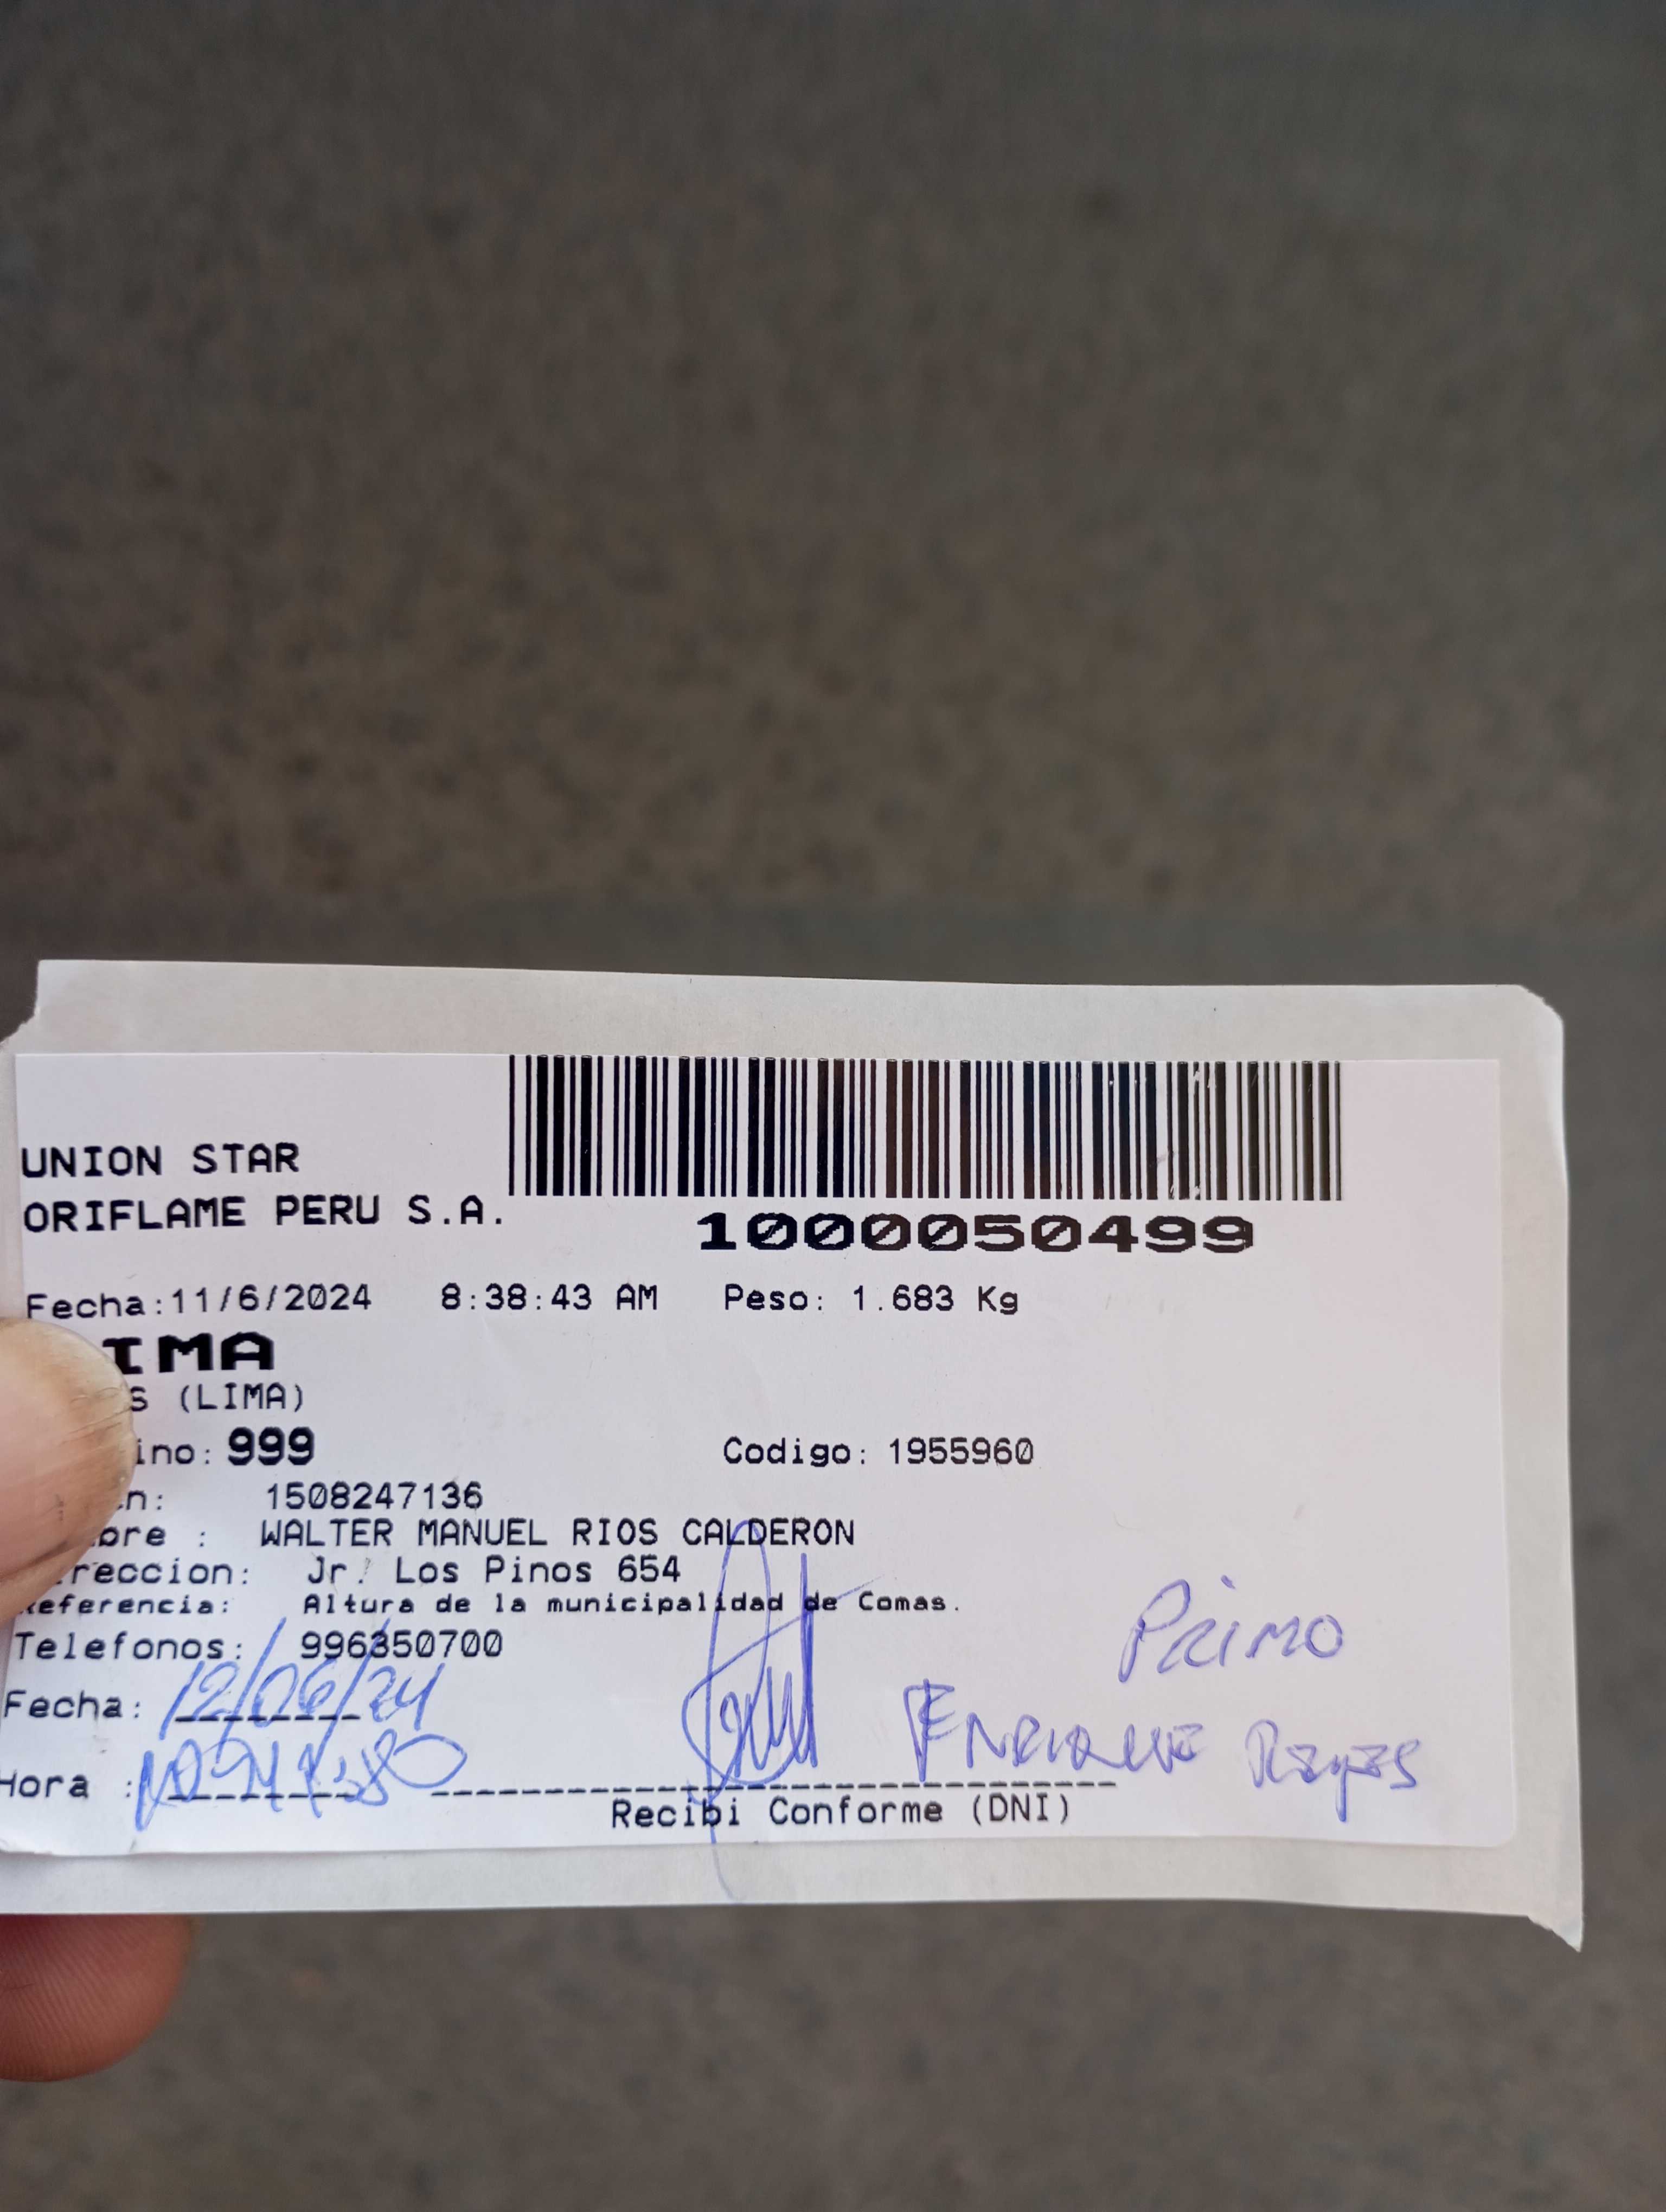 UNION STAR
ORIFLAME PERU S.A.
1000050499
Fecha:11/6/2024 8:38:43 AM Peso: 1.683 Kg
IMA
S (LIMA)
ino: 999 Codigo: 1955960
n: 1508247136
bre : WALTER MANUEL RIOS CALDERON
reccion: Jr. Los Pinos 654
eferencia: Altura de la municipalidad de Comas.
Telefonos: 996350700
PRIMO
Fecha: 12/06/24
ENRIQUE Reyes
Hora :
Recibi Conforme (DNI)